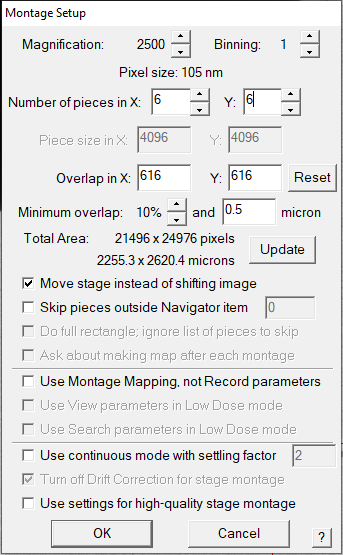 Montage Setup
Magnification: 2500 Binning: 1
Pixel size: 105 nm
Number of pieces in X: 6 Y: 6
Piece size in X: 4096 Y: 4096
Overlap in X: 616 Y: 616 Reset
Minimum overlap: 10% and 0.5 micron
Total Area: 21496 x 24976 pixels
2255.3 x 2620.4 microns Update
Move stage instead of shifting image
Skip pieces outside Navigator item 0
Do full rectangle; ignore list of pieces to skip
Ask about making map after each montage
Use Montage Mapping, not Record parameters
Use View parameters in Low Dose mode
Use Search parameters in Low Dose mode
Use continuous mode with settling factor 2
Turn off Drift Correction for stage montage
Use settings for high-quality stage montage
OK Cancel ?